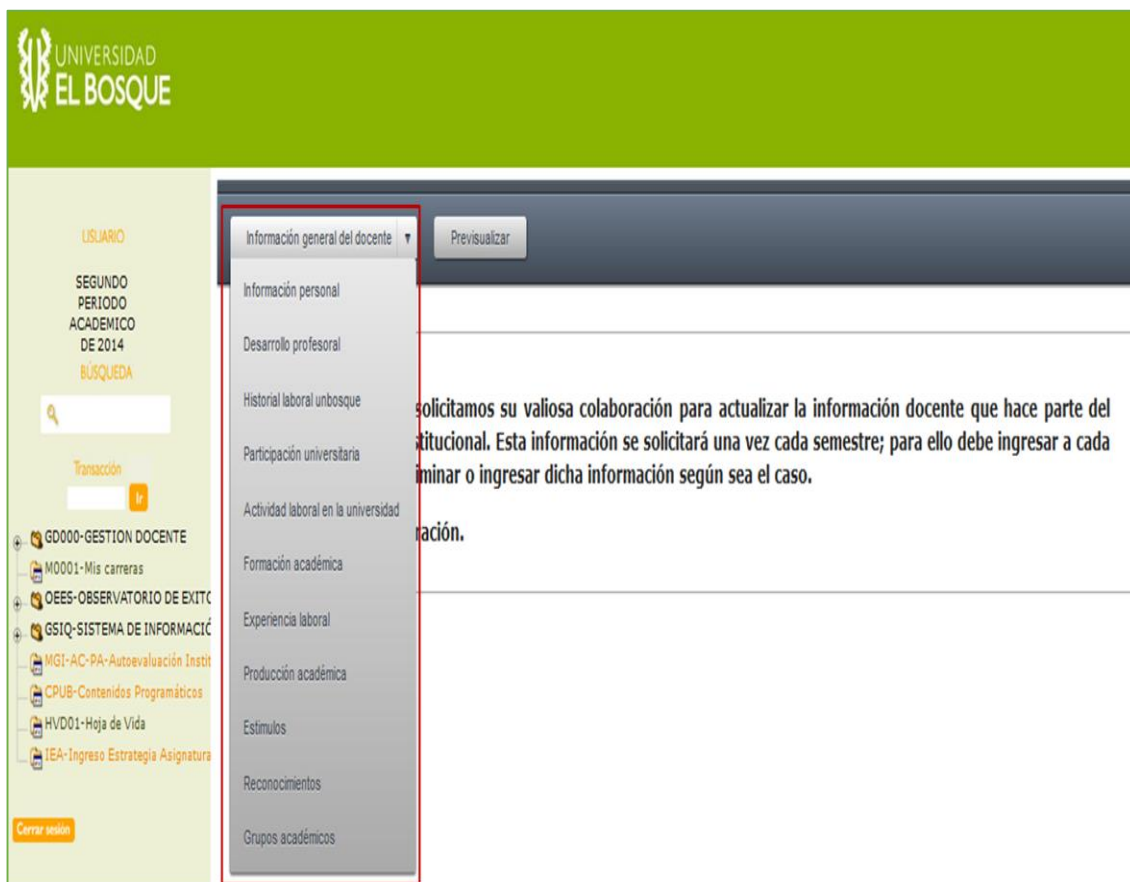 UNIVERSIDAD
EL BOSQUE
USUARIO
SEGUNDO
PERIODO
ACADEMICO
DE 2014
BÚSQUEDA
Transacción
Ir
GD000-GESTION DOCENTE
M0001-Mis carreras
OEES-OBSERVATORIO DE EXITO
GSIQ-SISTEMA DE INFORMACIÓ
MGI-AC-PA-Autoevaluación Instit
CPUB-Contenidos Programáticos
HVD01-Hoja de Vida
IEA-Ingreso Estrategia Asignatura
Cerrar sesión
Información general del docente
Previsualizar
Información personal
Desarrollo profesoral
Historial laboral unbosque
Participación universitaria
Actividad laboral en la universidad
Formación académica
Experiencia laboral
Producción académica
Estimulos
Reconocimientos
Grupos académicos
solicitamos su valiosa colaboración para actualizar la información docente que hace parte del
stitucional. Esta información se solicitará una vez cada semestre; para ello debe ingresar a cada
iminar o ingresar dicha información según sea el caso.
ración.